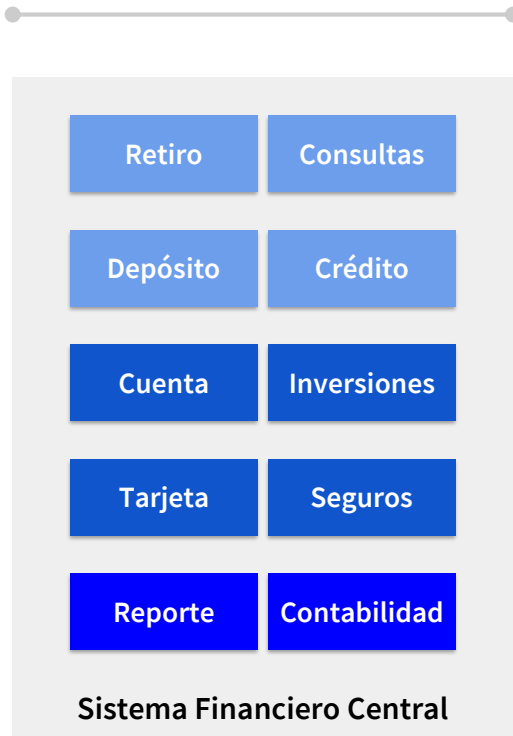 Retiro Consultas
Depósito Crédito
Cuenta Inversiones
Tarjeta Seguros
Reporte Contabilidad
Sistema Financiero Central